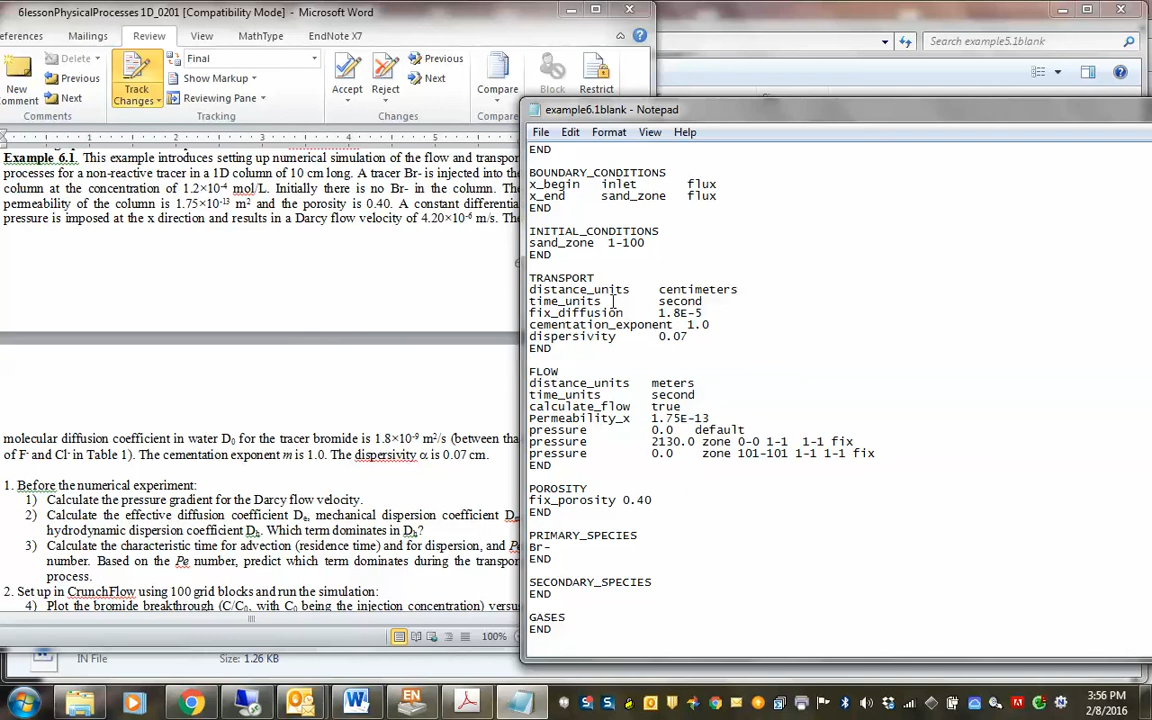 6lessonPhysicalProcesses 1D_0201 [Compatibility Mode] - Microsoft Word
eferences Mailings Review View MathType EndNote X7
New Comment
Delete
Previous
Next
Comments
Track Changes
Final
Show Markup
Reviewing Pane
Tracking
Accept
Reject
Previous
Next
Changes
Compare
Compare
Block
Restrict
1 2 3 4 5
Example 6.1. This example introduces setting up numerical simulation of the flow and transport
processes for a non-reactive tracer in a 1D column of 10 cm long. A tracer Br- is injected into the
column at the concentration of 1.2×10-4 mol/L. Initially there is no Br- in the column. The
permeability of the column is 1.75×10-13 m2 and the porosity is 0.40. A constant differential
pressure is imposed at the x direction and results in a Darcy flow velocity of 4.20×10-6 m/s. The
molecular diffusion coefficient in water D0 for the tracer bromide is 1.8×10-9 m2/s (between tha
of F- and Cl- in Table 1). The cementation exponent m is 1.0. The dispersivity α is 0.07 cm.
1. Before the numerical experiment:
1) Calculate the pressure gradient for the Darcy flow velocity.
2) Calculate the effective diffusion coefficient De, mechanical dispersion coefficient D
hydrodynamic dispersion coefficient Dh. Which term dominates in Dh?
3) Calculate the characteristic time for advection (residence time) and for dispersion, and Pe
number. Based on the Pe number, predict which term dominates during the transport
process.
2. Set up in CrunchFlow using 100 grid blocks and run the simulation:
4) Plot the bromide breakthrough (C/C0, with C0 being the injection concentration) versus
100%
IN File
Size: 1.26 KB
Search example5.1blank
example6.1blank - Notepad
File Edit Format View Help
END
BOUNDARY_CONDITIONS
x_begin inlet flux
x_end sand_zone flux
END
INITIAL_CONDITIONS
sand_zone 1-100
END
TRANSPORT
distance_units centimeters
time_units second
fix_diffusion 1.8E-5
cementation_exponent 1.0
dispersivity 0.07
END
FLOW
distance_units meters
time_units second
calculate_flow true
Permeability_x 1.75E-13
pressure 0.0 default
pressure 2130.0 zone 0-0 1-1 1-1 fix
pressure 0.0 zone 101-101 1-1 1-1 fix
END
POROSITY
fix_porosity 0.40
END
PRIMARY_SPECIES
Br-
END
SECONDARY_SPECIES
END
GASES
END
3:56 PM
2/8/2016